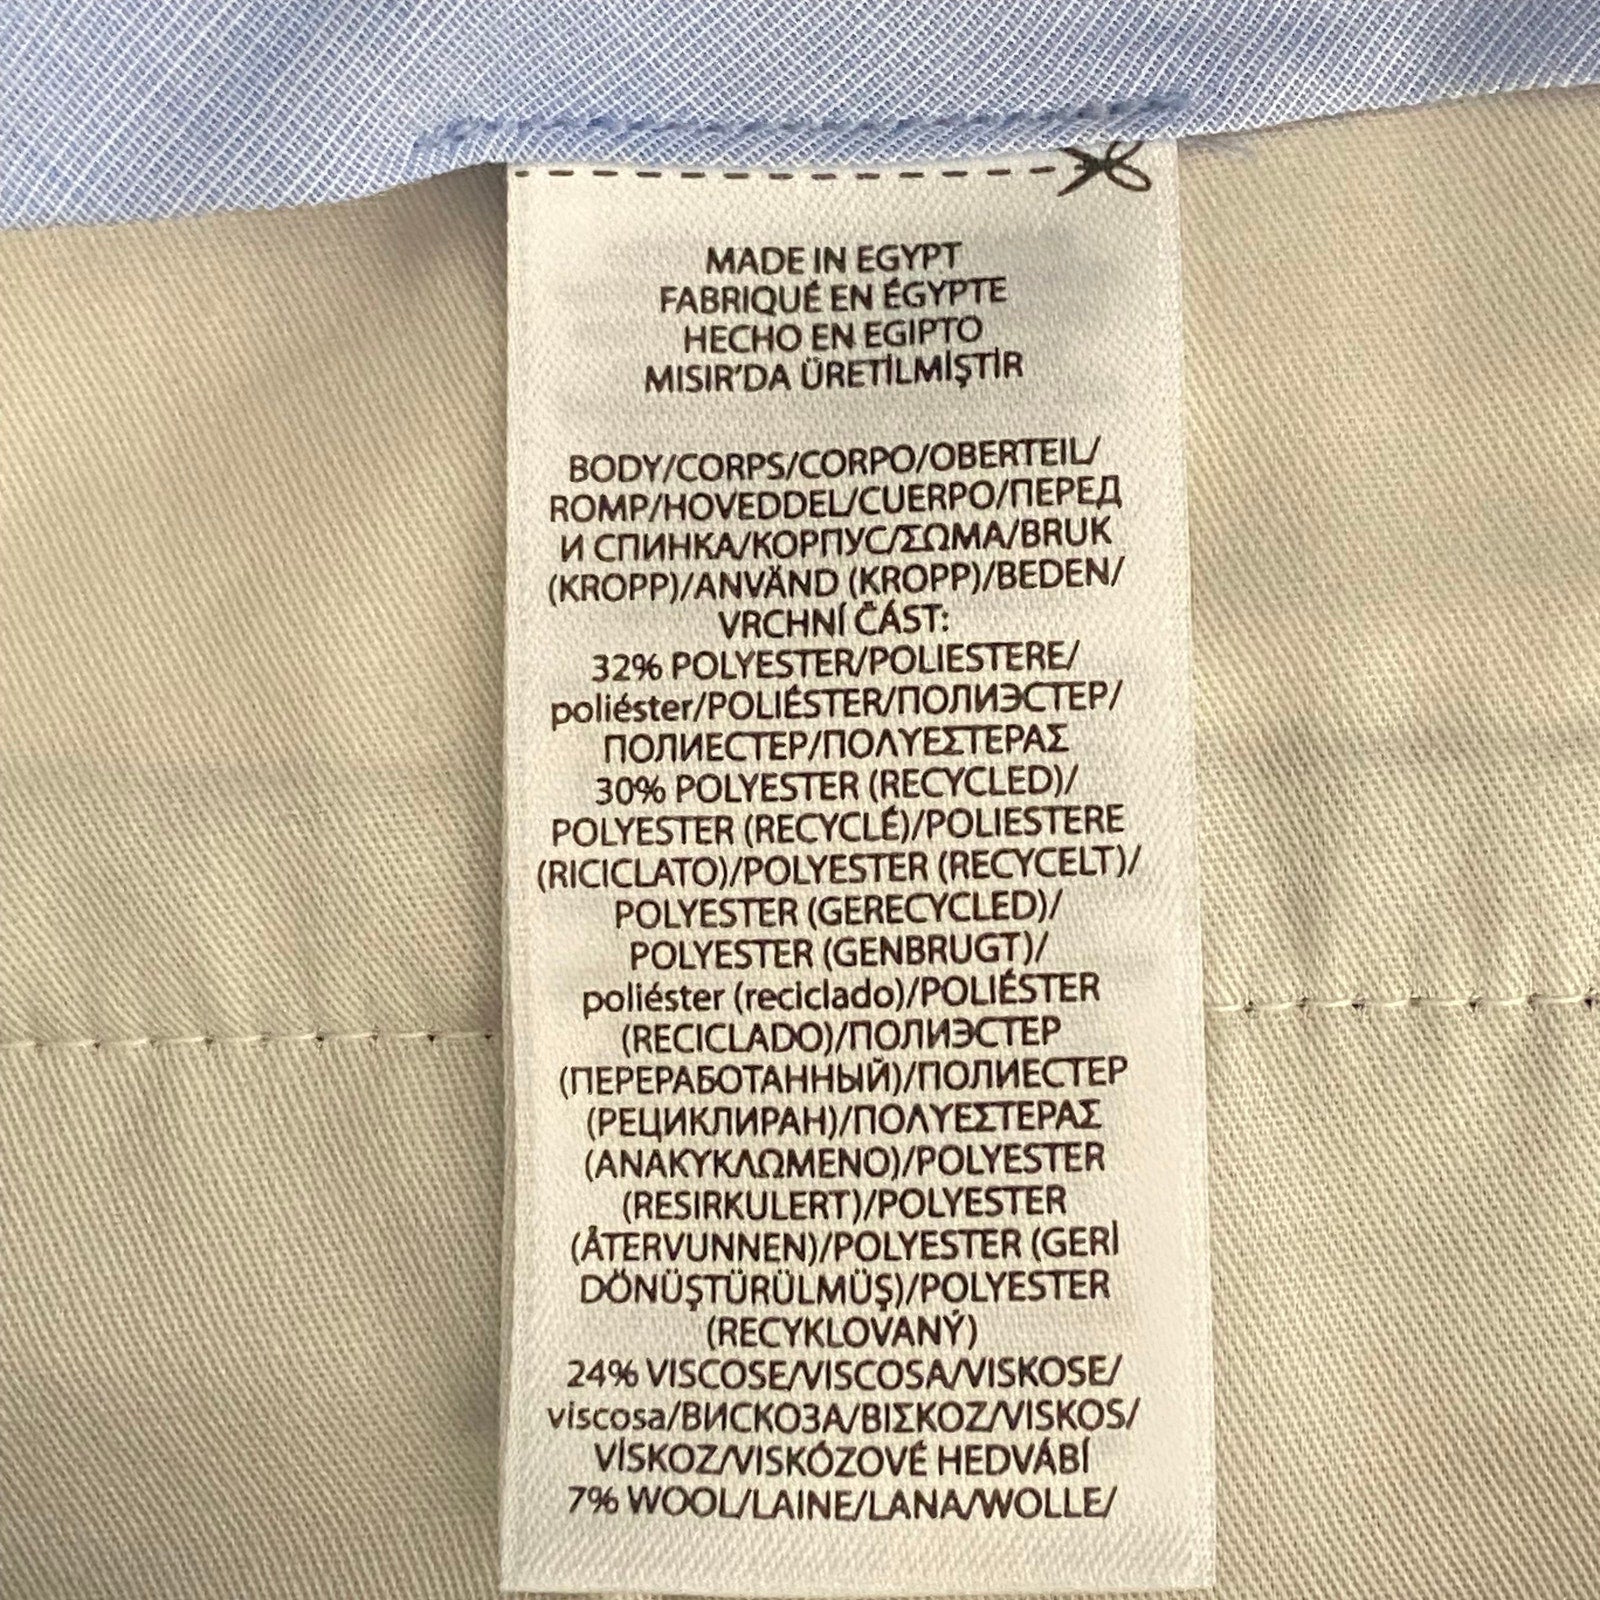 MADE IN EGYPT
FABRIQUÉ EN ÉGYPTE
HECHO EN EGIPTO
MISIR'DA ÜRETİLMİŞTİR
BODY/CORPS/CORPO/OBERTEIL/
ROMP/HOVEDDEL/CUERPO/ПЕРЕД
И СПИНКА/КОРПУС/ΣΩΜΑ/BRUK
(KROPP)/ANVÄND (KROPP)/BEDEN/
VRCHNÍ ČÁST:
32% POLYESTER/POLIESTERE/
poliéster/POLIÉSTER/ПОЛИЭСТЕР/
ПОЛИЕСТЕР/ΠΟΛΥΕΣΤΕΡΑΣ
30% POLYESTER (RECYCLED)/
POLYESTER (RECYCLÉ)/POLIESTERE
(RICICLATO)/POLYESTER (RECYCELT)/
POLYESTER (GERECYCLED)/
POLYESTER (GENBRUGT)/
poliéster (reciclado)/POLIÉSTER
(RECICLADO)/ПОЛИЭСТЕР
(ПЕРЕРАБОТАННЫЙ)/ПОЛИЕСТЕР
(РЕЦИКЛИРАН)/ΠΟΛΥΕΣΤΕΡΑΣ
(ΑΝΑΚΥΚΛΩΜΕΝΟ)/POLYESTER
(RESIRKULERT)/POLYESTER
(ÅTERVUNNEN)/POLYESTER (GERİ
DÖNÜŞTÜRÜLMÜŞ)/POLYESTER
(RECYKLOVANÝ)
24% VISCOSE/VISCOSA/VISKOSE/
viscosa/ВИСКОЗА/ΒΙΣΚΟΖ/VISKOS/
VİSKOZ/VISKÓZOVÉ HEDVÁBÍ
7% WOOL/LAINE/LANA/WOLLE/